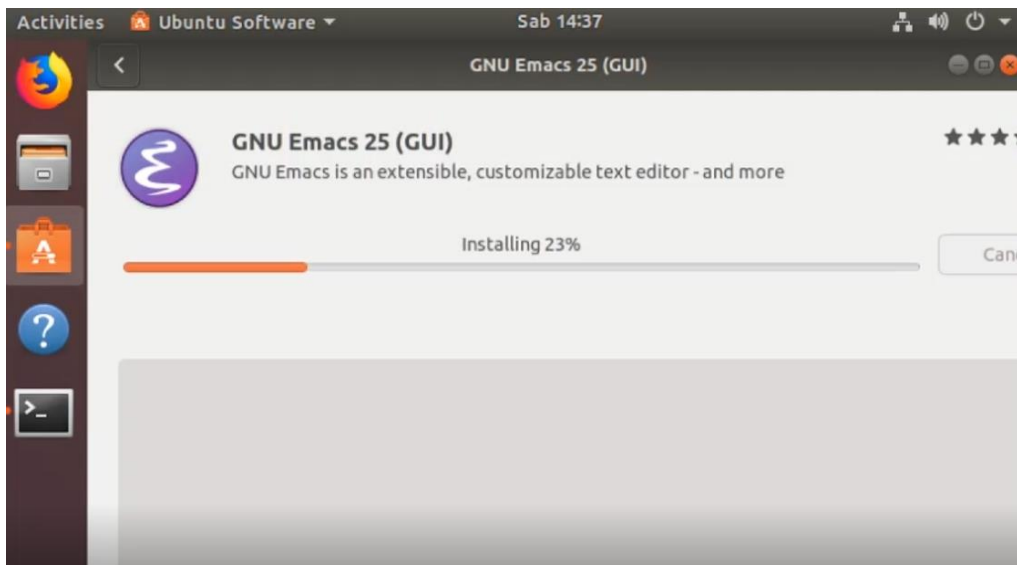 Activities Ubuntu Software Sab 14:37
GNU Emacs 25 (GUI)
GNU Emacs 25 (GUI)
GNU Emacs is an extensible, customizable text editor - and more
Installing 23%
Can